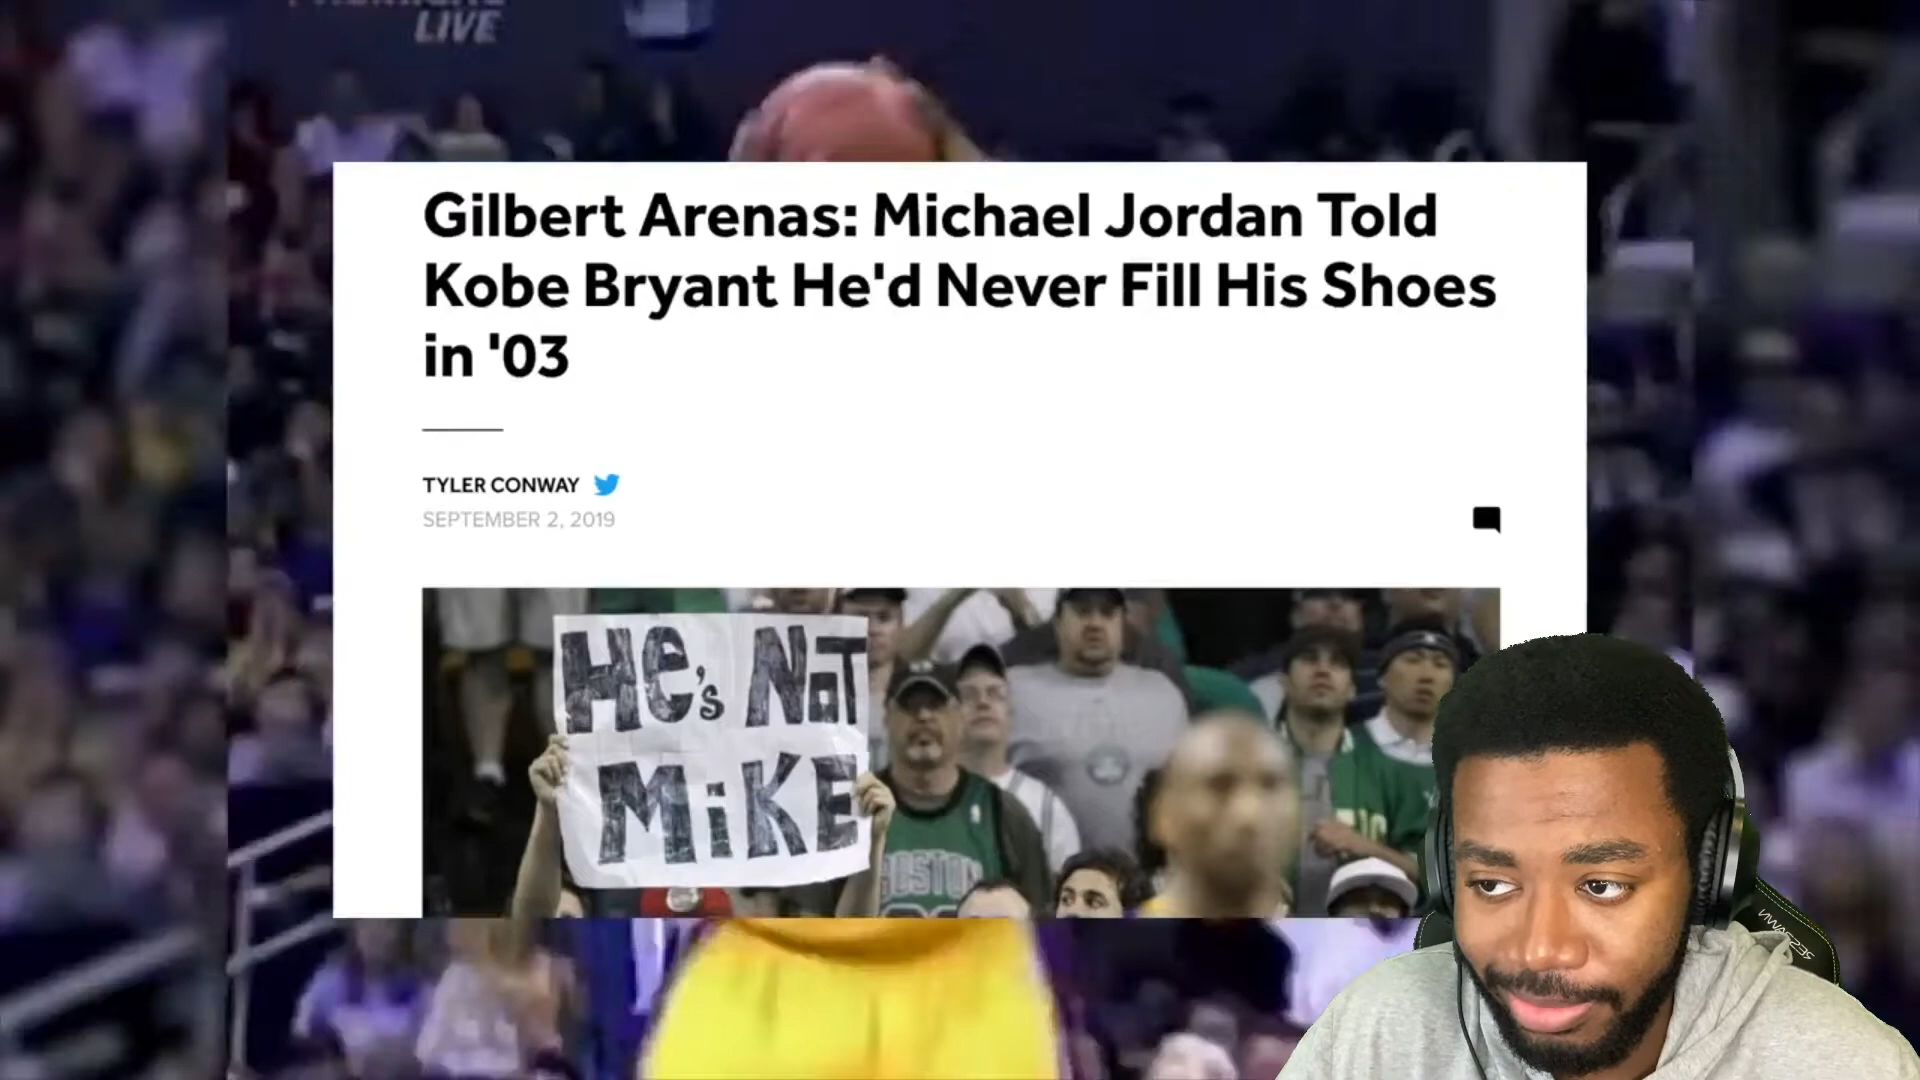 LIVE
Gilbert Arenas: Michael Jordan Told
Kobe Bryant He'd Never Fill His Shoes
in '03
TYLER CONWAY
SEPTEMBER 2, 2019
He's NOT
MiKE
BOSTON